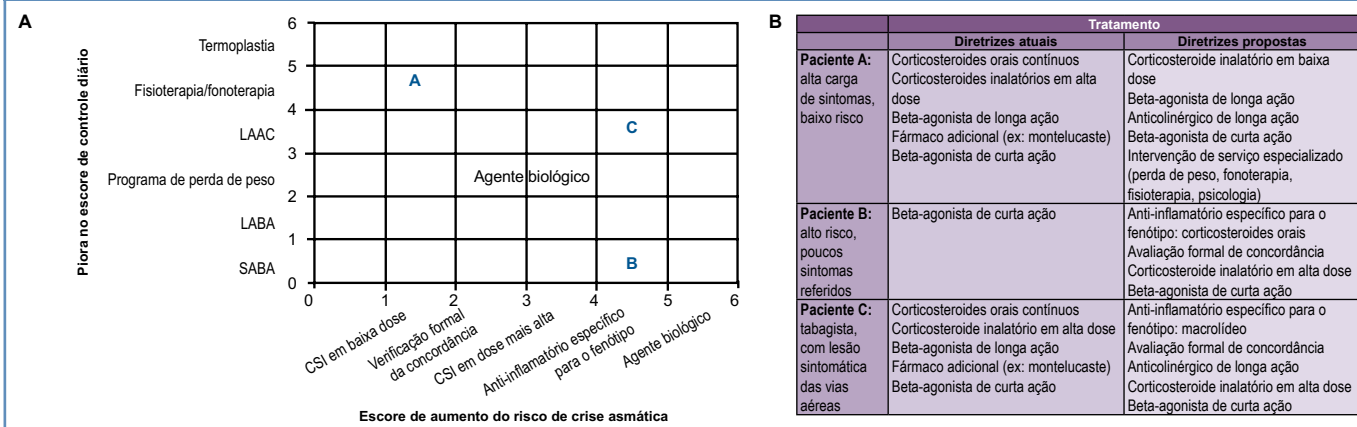 A
Piora no escore de controle diário
6
Termoplastia
5
A
Fisioterapia/fonoterapia
4
C
LAAC
3
Programa de perda de peso
Agente biológico
2
LABA
1
SABA
B
0
0 1 2 3 4 5 6
CSI em baixa dose
Verificação formal
da concordância
CSI em dose mais alta
Anti-inflamatório específico
para o fenótipo
Agente biológico
Escore de aumento do risco de crise asmática
B
Tratamento
Diretrizes atuais
Diretrizes propostas
Paciente A:
alta carga
de sintomas,
baixo risco
Corticosteroides orais contínuos
Corticosteroides inalatórios em alta
dose
Beta-agonista de longa ação
Fármaco adicional (ex: montelucaste)
Beta-agonista de curta ação
Corticosteroide inalatório em baixa
dose
Beta-agonista de longa ação
Anticolinérgico de longa ação
Beta-agonista de curta ação
Intervenção de serviço especializado
(perda de peso, fonoterapia,
fisioterapia, psicologia)
Paciente B:
alto risco,
poucos
sintomas
referidos
Beta-agonista de curta ação
Anti-inflamatório específico para o
fenótipo: corticosteroides orais
Avaliação formal de concordância
Corticosteroide inalatório em alta dose
Beta-agonista de curta ação
Paciente C:
tabagista,
com lesão
sintomática
das vias
aéreas
Corticosteroides orais contínuos
Corticosteroide inalatório em alta dose
Beta-agonista de longa ação
Fármaco adicional (ex: montelucaste)
Beta-agonista de curta ação
Anti-inflamatório específico para o
fenótipo: macrolídeo
Avaliação formal de concordância
Anticolinérgico de longa ação
Corticosteroide inalatório em alta dose
Beta-agonista de curta ação